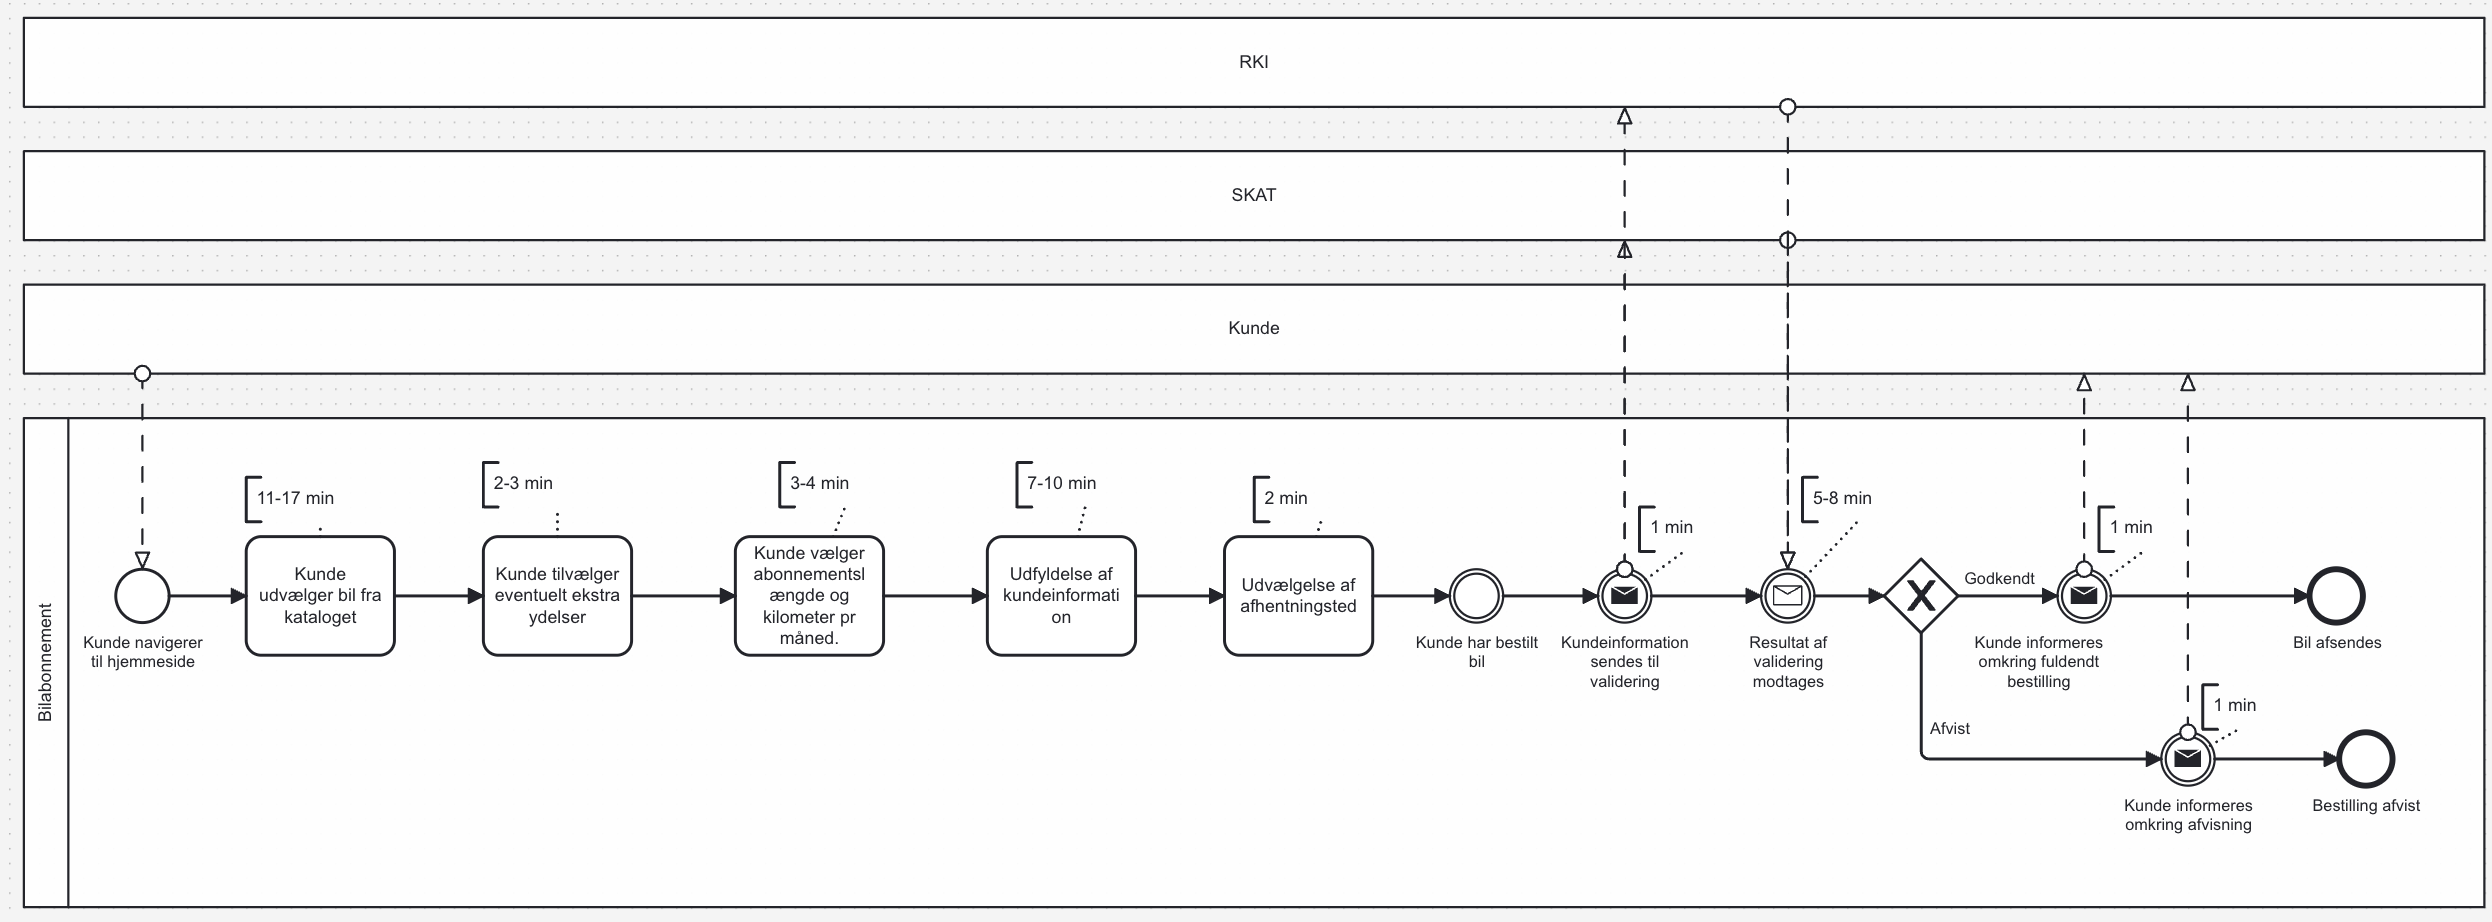 RKI
SKAT
Kunde
Bilabonnement
Kunde navigerer
til hjemmeside
11-17 min
Kunde
udvælger bil fra
kataloget
2-3 min
Kunde tilvælger
eventuelt ekstra
ydelser
3-4 min
Kunde vælger
abonnementsl
ængde og
kilometer pr
måned.
7-10 min
Udfyldelse af
kundeinformati
on
2 min
Udvælgelse af
afhentningsted
Kunde har bestilt
bil
1 min
Kundeinformation
sendes til
validering
5-8 min
Resultat af
validering
modtages
X
Godkendt
Afvist
1 min
Kunde informeres
omkring fuldendt
bestilling
Bil afsendes
1 min
Kunde informeres
omkring afvisning
Bestilling afvist